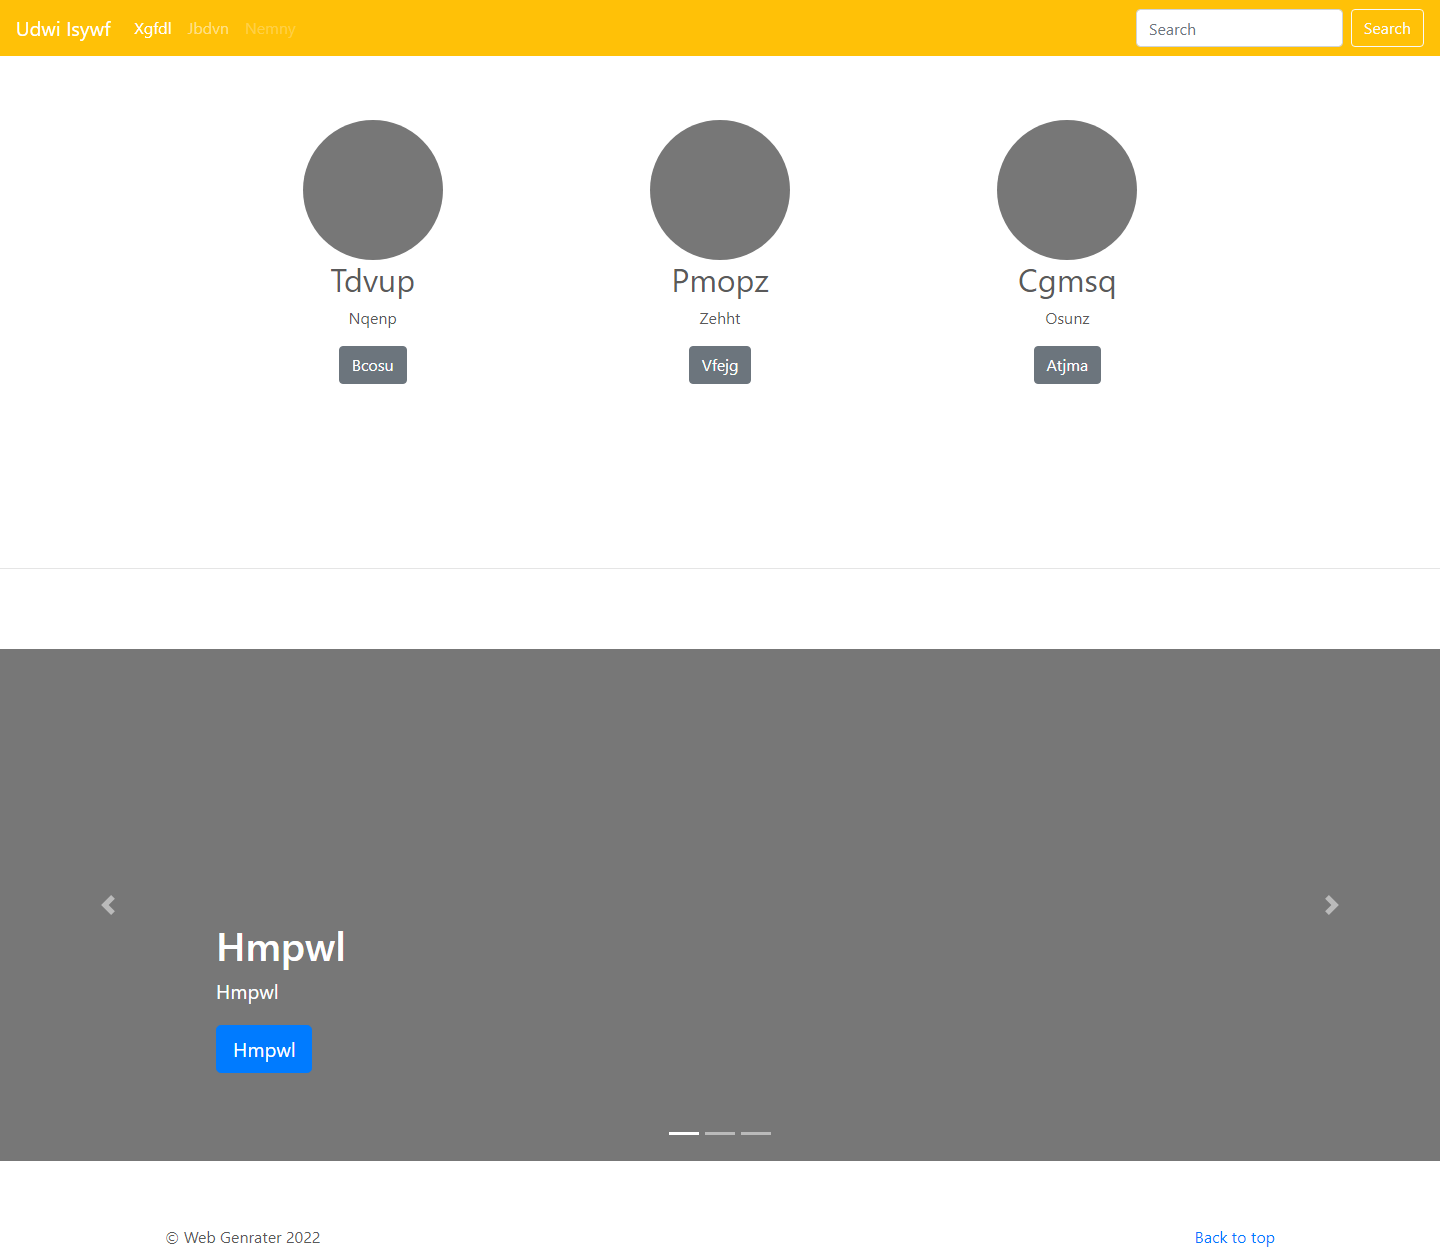 Udwi Isywf Xgfdl Jbdvn Nemny Search Search
Tdvup Pmopz Cgmsq
Nqenp Zehht Osunz
Bcosu Vfejg Atjma
Hmpwl
Hmpwl
Hmpwl
© Web Genrater 2022 Back to top